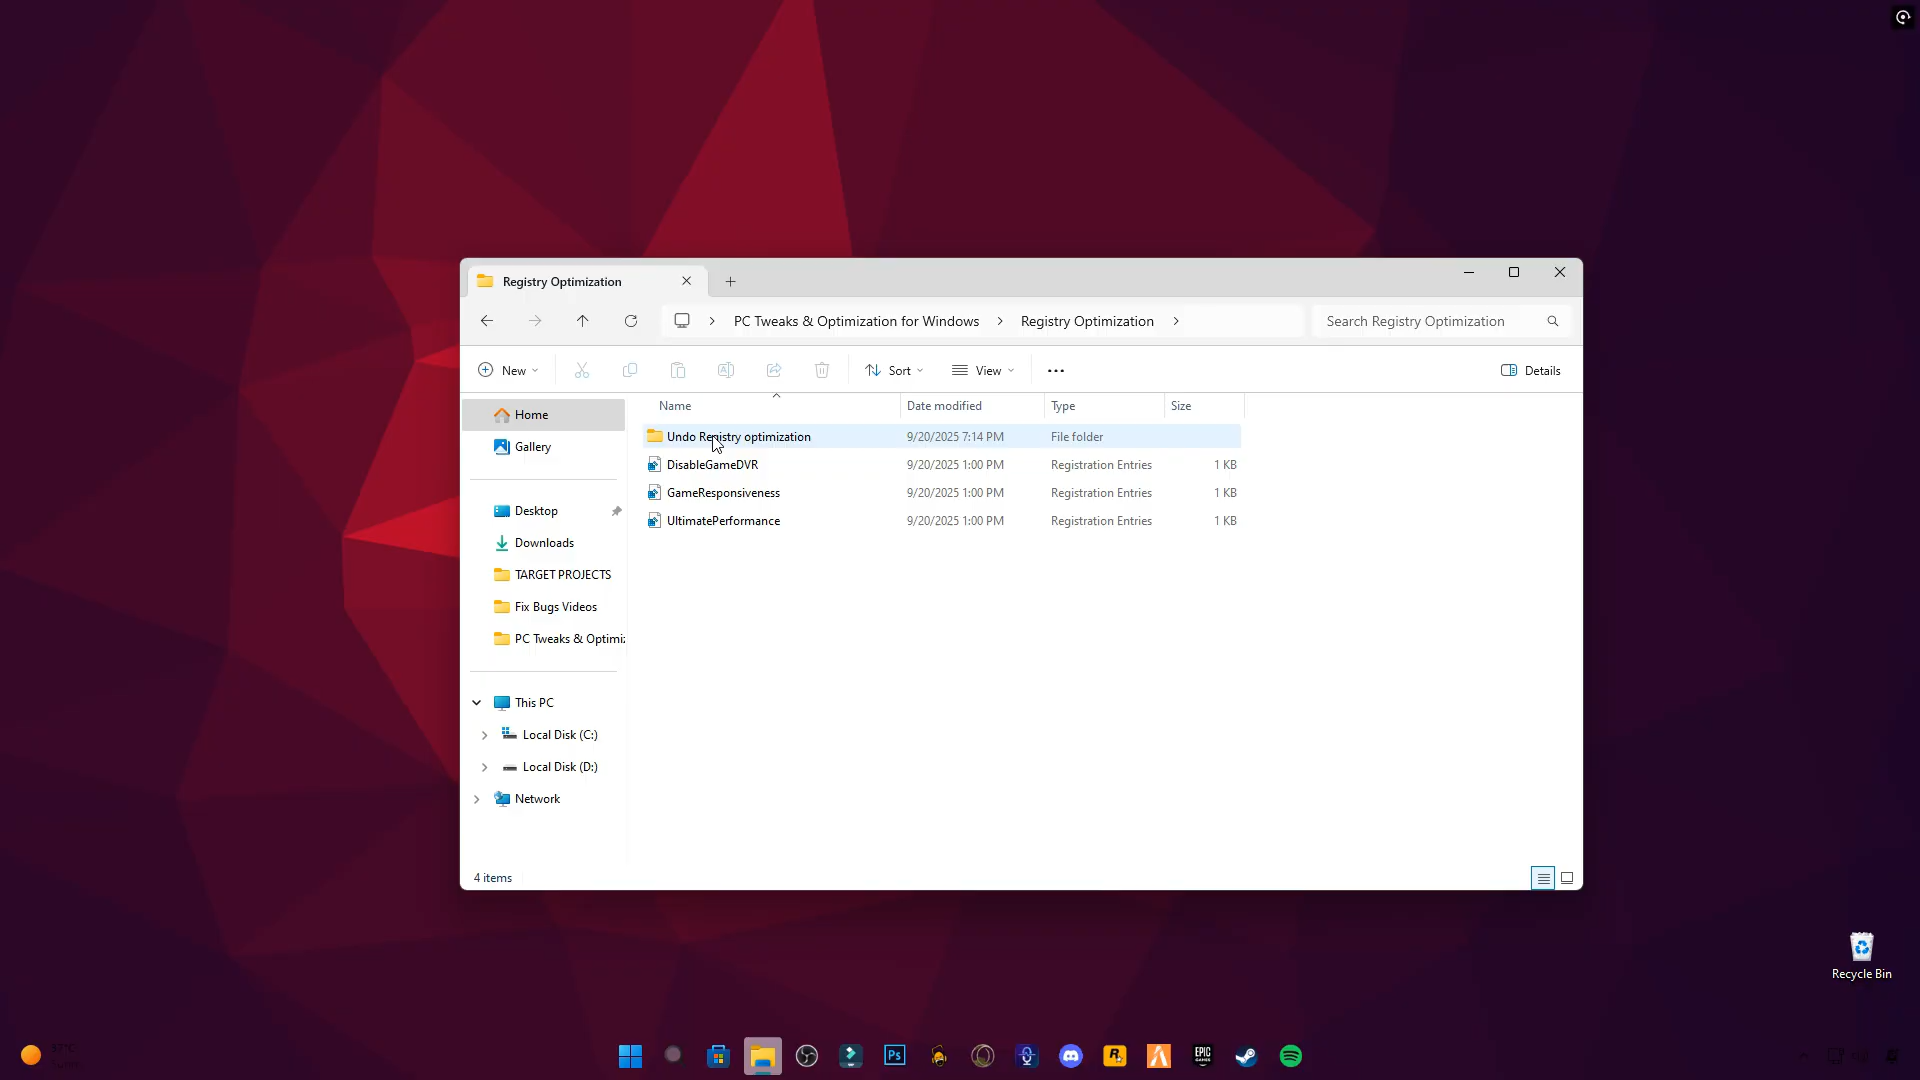 Registry Optimization
PC Tweaks & Optimization for Windows
Registry Optimization
Search Registry Optimization
New
Sort
View
Details
Home
Gallery
Desktop
Downloads
TARGET PROJECTS
Fix Bugs Videos
PC Tweaks & Optimiz
This PC
Local Disk (C:)
Local Disk (D:)
Network
Name Date modified Type Size
Undo Registry optimization 9/20/2025 7:14 PM File folder
DisableGameDVR 9/20/2025 1:00 PM Registration Entries 1 KB
GameResponsiveness 9/20/2025 1:00 PM Registration Entries 1 KB
UltimatePerformance 9/20/2025 1:00 PM Registration Entries 1 KB
4 items
Recycle Bin
Ps
R
EPIC
GAMES